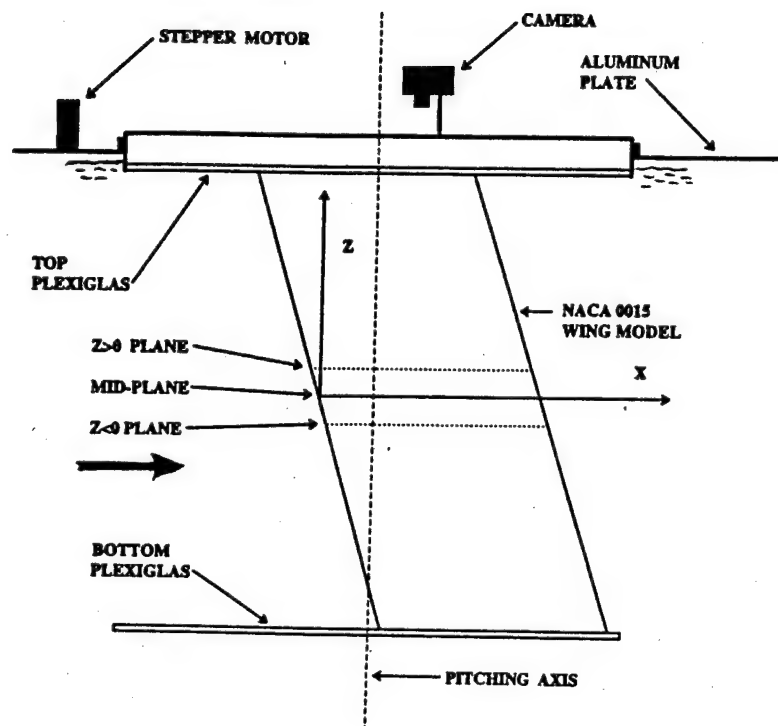 STEPPER MOTOR
CAMERA
ALUMINUM
PLATE
TOP
PLEXIGLAS
Z
NACA 0015
WING MODEL
Z>0 PLANE
MID-PLANE
X
Z<0 PLANE
BOTTOM
PLEXIGLAS
PITCHING AXIS